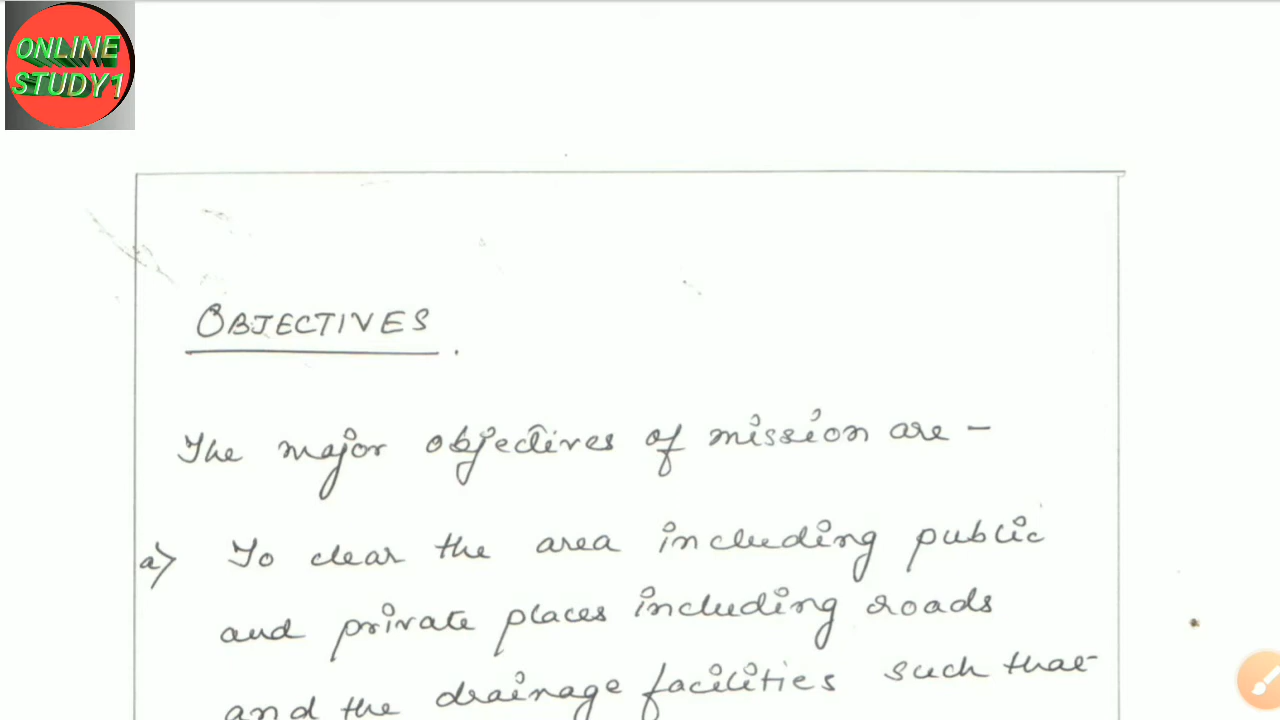 ONLINE
STUDY1
OBJECTIVES.
The major objectives of mission are -
a) To clear the area including public
and private places including roads
and the drainage facilities such that